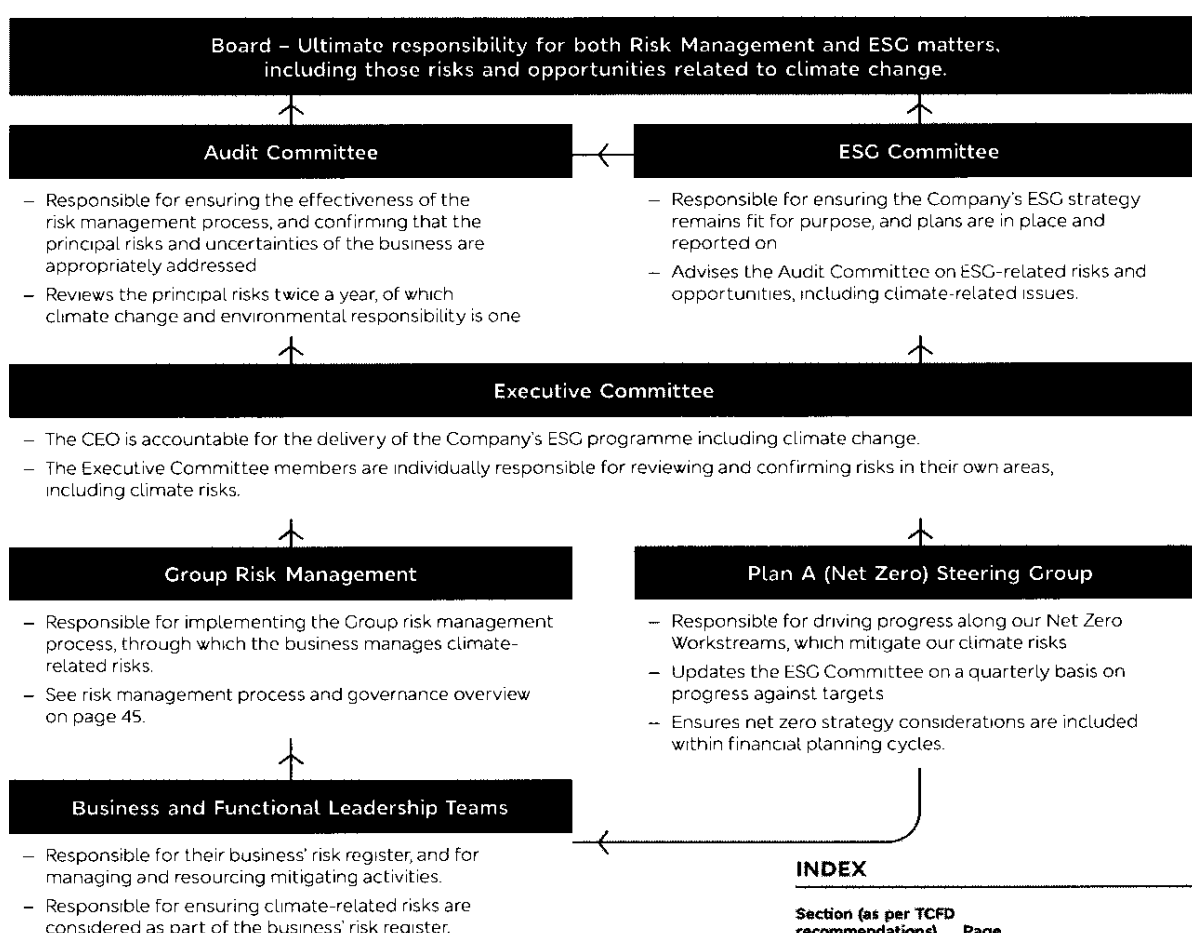 Board – Ultimate responsibility for both Risk Management and ESG matters,
including those risks and opportunities related to climate change.
Audit Committee
– Responsible for ensuring the effectiveness of the
risk management process, and confirming that the
principal risks and uncertainties of the business are
appropriately addressed
– Reviews the principal risks twice a year, of which
climate change and environmental responsibility is one
ESG Committee
– Responsible for ensuring the Company's ESG strategy
remains fit for purpose, and plans are in place and
reported on
– Advises the Audit Committee on ESG-related risks and
opportunities, including climate-related issues.
Executive Committee
– The CEO is accountable for the delivery of the Company's ESG programme including climate change.
– The Executive Committee members are individually responsible for reviewing and confirming risks in their own areas,
including climate risks.
Group Risk Management
– Responsible for implementing the Group risk management
process, through which the business manages climate-
related risks.
– See risk management process and governance overview
on page 45.
Plan A (Net Zero) Steering Group
– Responsible for driving progress along our Net Zero
Workstreams, which mitigate our climate risks
– Updates the ESG Committee on a quarterly basis on
progress against targets
– Ensures net zero strategy considerations are included
within financial planning cycles.
Business and Functional Leadership Teams
– Responsible for their business' risk register, and for
managing and resourcing mitigating activities.
– Responsible for ensuring climate-related risks are
considered as part of the business' risk register.
INDEX
Section (as per TCFD
recommendations) Page